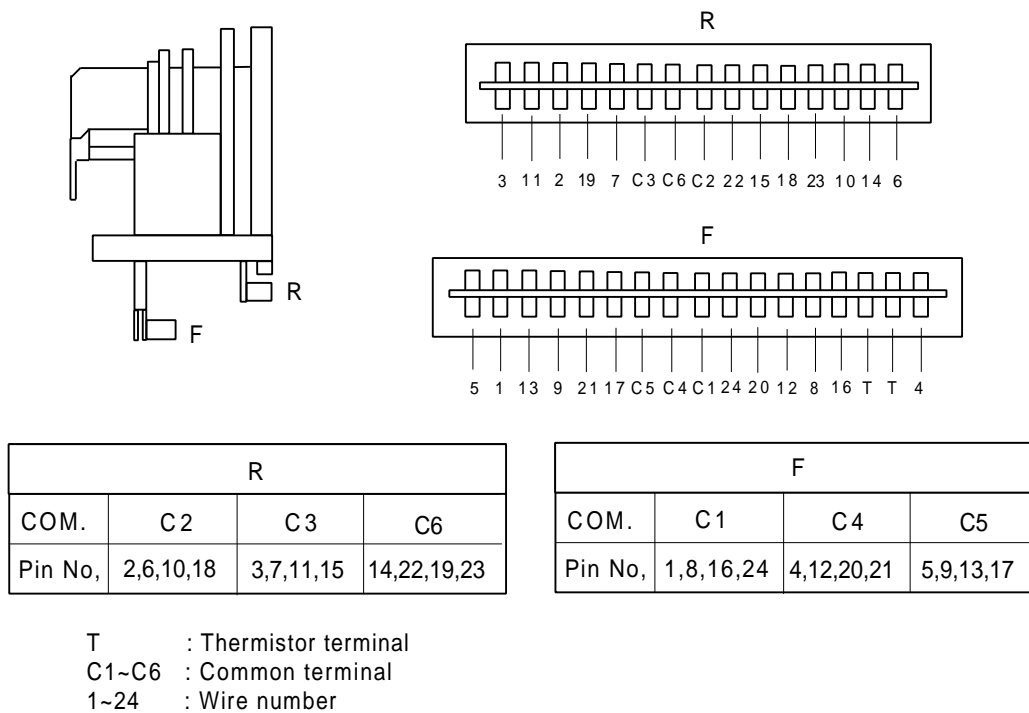 R
3 11 2 19 7 C3 C6 C2 22 15 18 23 10 14 6
F
R
F
5 1 13 9 21 17 C5 C4 C1 24 20 12 8 16 T T 4
R
COM. C2 C3 C6
Pin No, 2,6,10,18 3,7,11,15 14,22,19,23
F
COM. C1 C4 C5
Pin No, 1,8,16,24 4,12,20,21 5,9,13,17
T : Thermistor terminal
C1~C6 : Common terminal
1~24 : Wire number